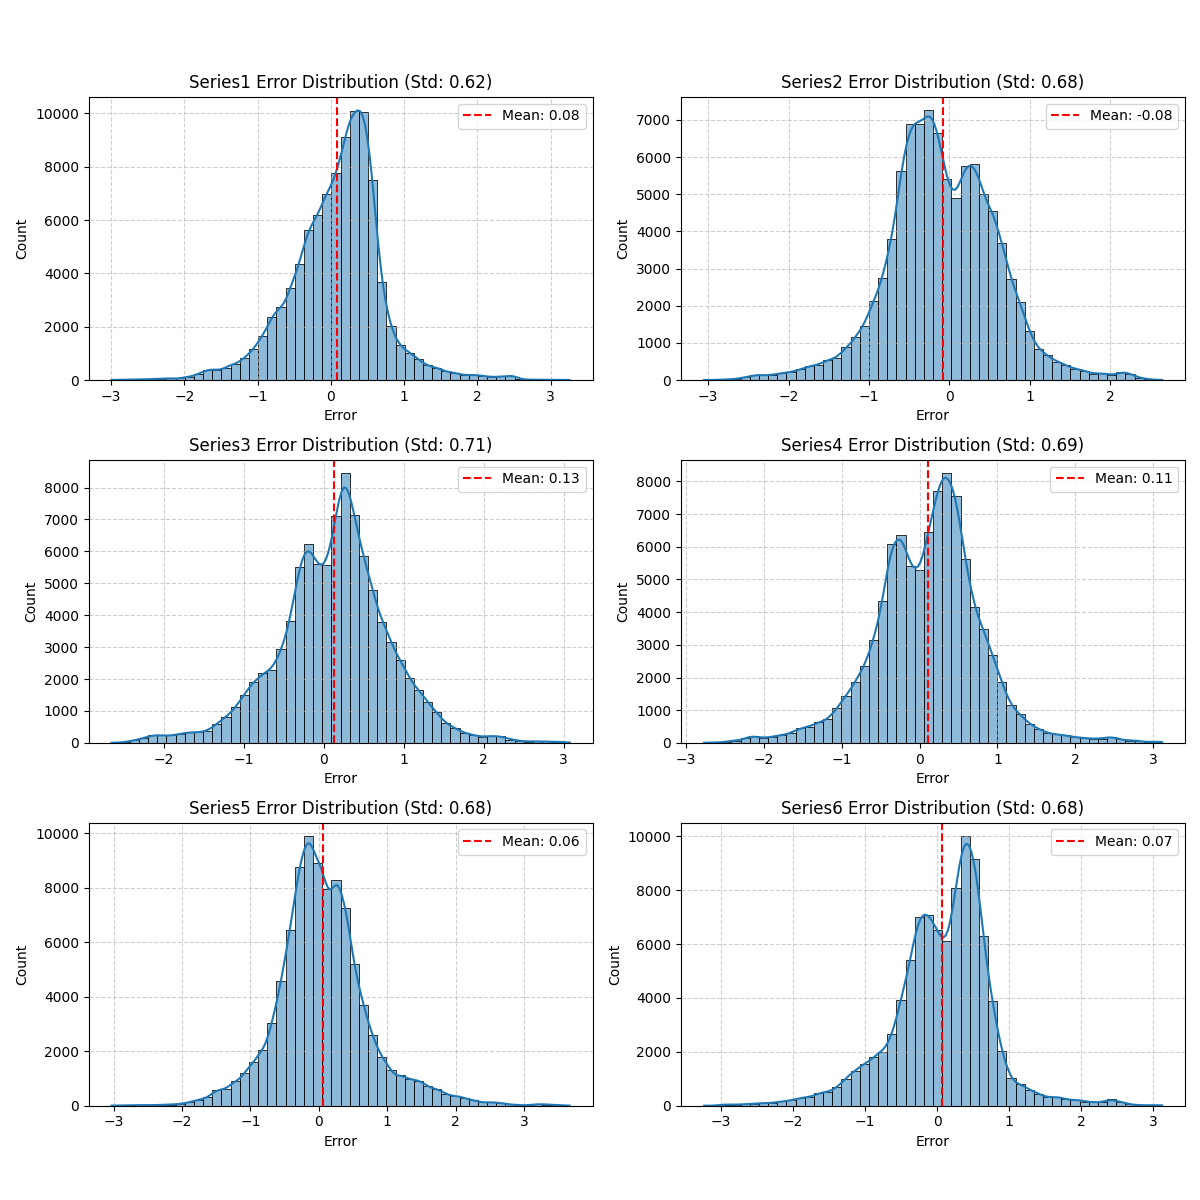 Series1 Error Distribution (Std: 0.62)
Mean: 0.08
10000
8000
6000
4000
2000
0
Count
−3 −2 −1 0 1 2 3
Error
Series2 Error Distribution (Std: 0.68)
Mean: -0.08
7000
6000
5000
4000
3000
2000
1000
0
Count
−3 −2 −1 0 1 2
Error
Series3 Error Distribution (Std: 0.71)
Mean: 0.13
8000
7000
6000
5000
4000
3000
2000
1000
0
Count
−2 −1 0 1 2 3
Error
Series4 Error Distribution (Std: 0.69)
Mean: 0.11
8000
7000
6000
5000
4000
3000
2000
1000
0
Count
−3 −2 −1 0 1 2 3
Error
Series5 Error Distribution (Std: 0.68)
Mean: 0.06
10000
8000
6000
4000
2000
0
Count
−3 −2 −1 0 1 2 3
Error
Series6 Error Distribution (Std: 0.68)
Mean: 0.07
10000
8000
6000
4000
2000
0
Count
−3 −2 −1 0 1 2 3
Error